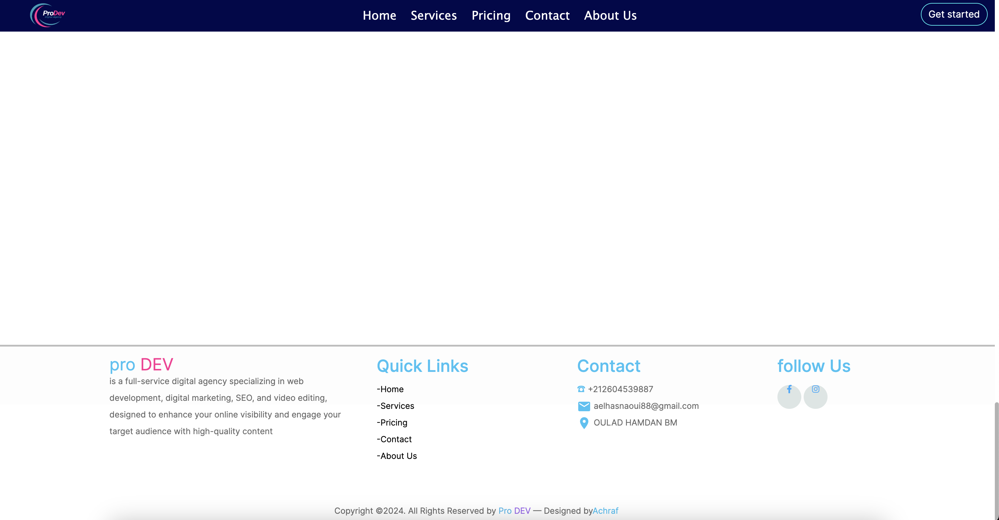 ProDev
Digital Agency
Home Services Pricing Contact About Us
Get started
pro DEV
is a full-service digital agency specializing in web
development, digital marketing, SEO, and video editing,
designed to enhance your online visibility and engage your
target audience with high-quality content
Quick Links
-Home
-Services
-Pricing
-Contact
-About Us
Contact
+212604539887
aelhasnaoui88@gmail.com
OULAD HAMDAN BM
follow Us
Copyright ©2024. All Rights Reserved by Pro DEV — Designed byAchraf